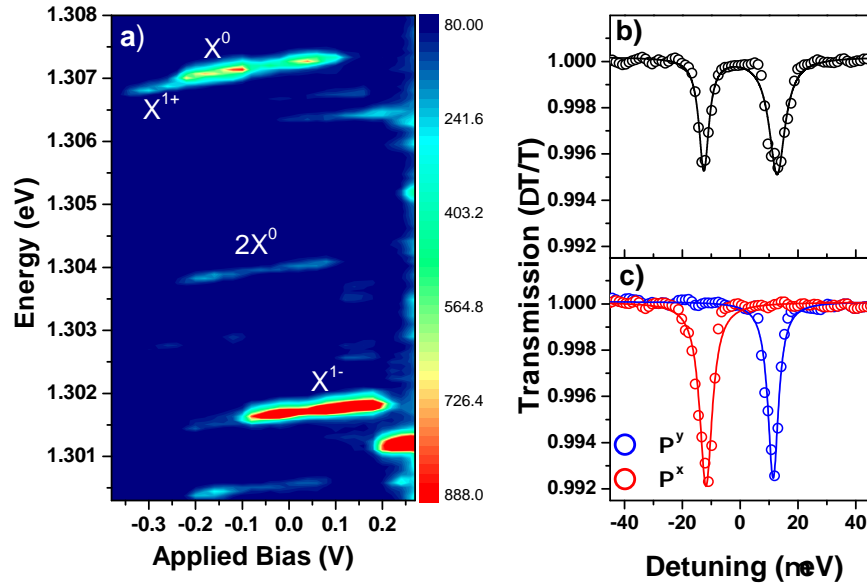 a)
X⁰
X¹⁺
2X⁰
X¹⁻
1.308
1.307
1.306
1.305
1.304
1.303
1.302
1.301
Energy (eV)
-0.3 -0.2 -0.1 0.0 0.1 0.2
Applied Bias (V)
80.00
241.6
403.2
564.8
726.4
888.0
b)
1.000
0.998
0.996
0.994
0.992
c)
1.000
0.998
0.996
0.994
0.992
Transmission (DT/T)
P^y
P^x
-40 -20 0 20 40
Detuning (meV)